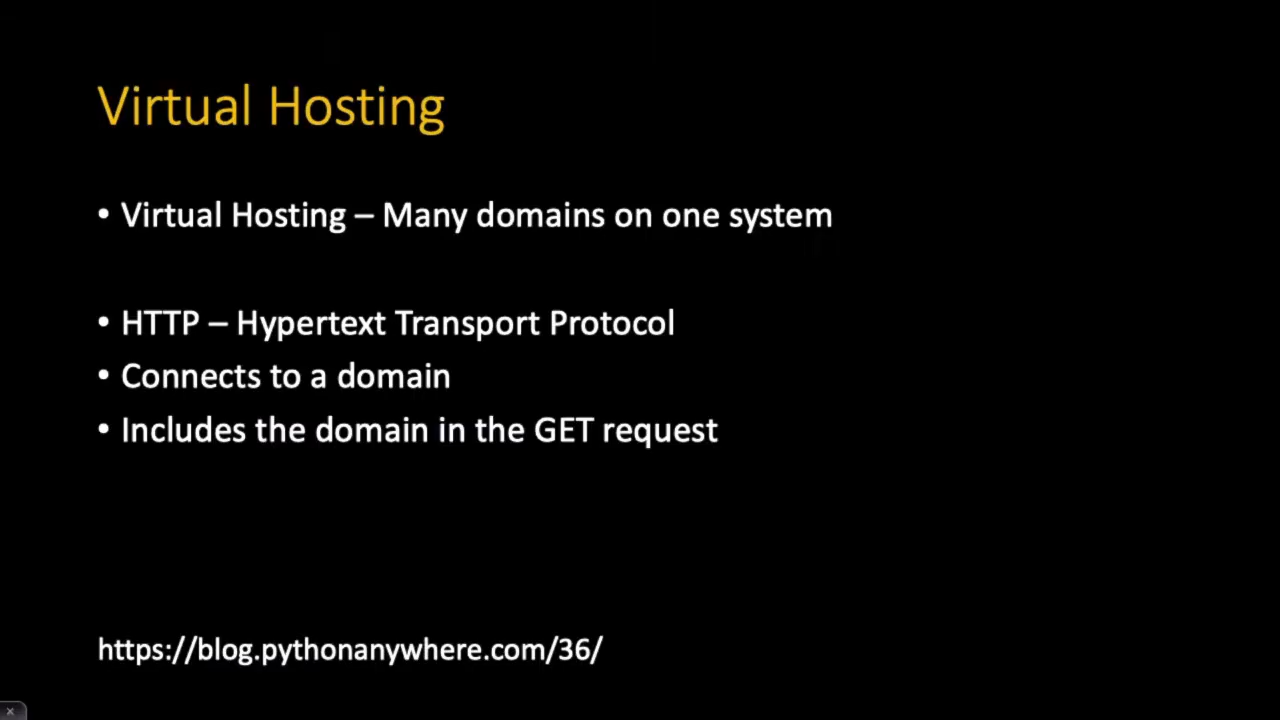 Virtual Hosting
• Virtual Hosting – Many domains on one system
• HTTP – Hypertext Transport Protocol
• Connects to a domain
• Includes the domain in the GET request
https://blog.pythonanywhere.com/36/